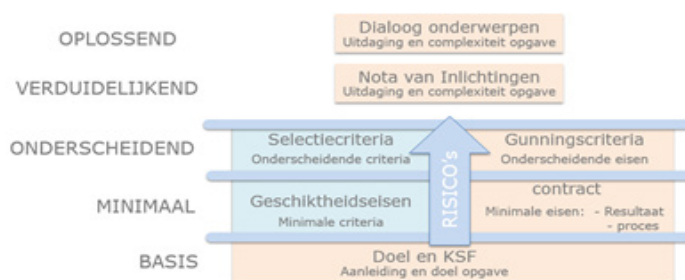 OPLOSSEND
Dialoog onderwerpen
Uitdaging en complexiteit opgave
VERDUIDELIJKEND
Nota van Inlichtingen
Uitdaging en complexiteit opgave
ONDERSCHEIDEND
Selectiecriteria
Onderscheidende criteria
Gunningscriteria
Onderscheidende eisen
RISICO's
MINIMAAL
Geschiktheidseisen
Minimale criteria
contract
Minimale eisen: - Resultaat
- proces
BASIS
Doel en KSF
Aanleiding en doel opgave